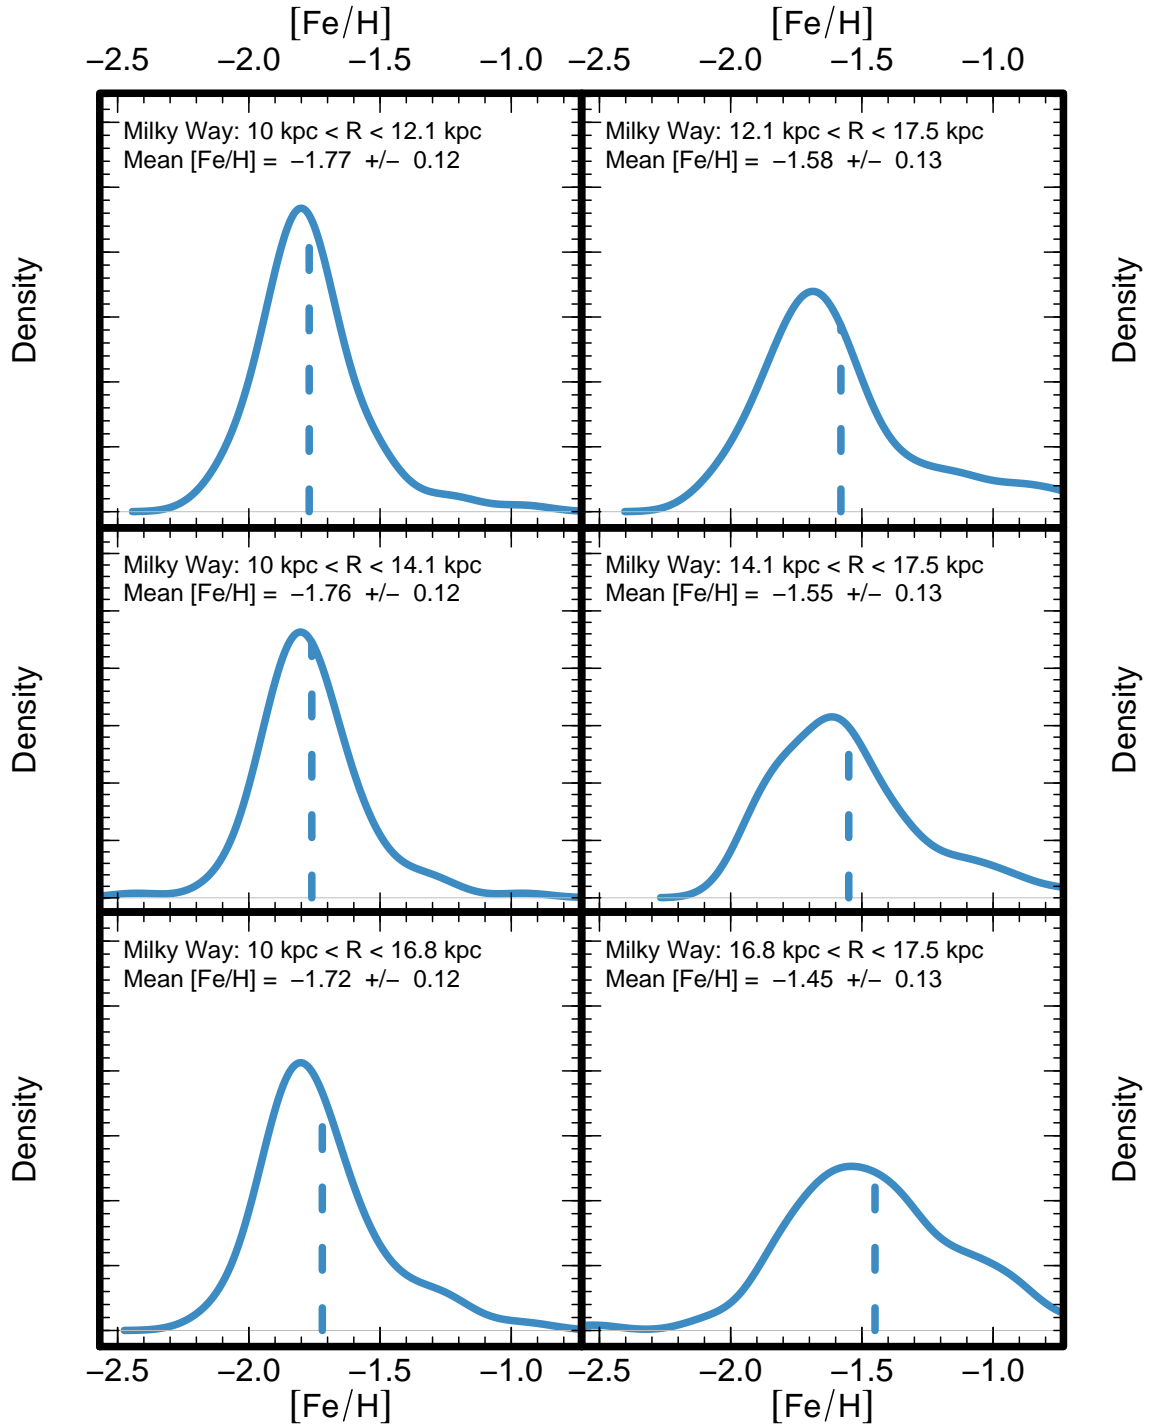 [Fe/H]
[Fe/H]
−2.5 −2.0 −1.5 −1.0 −2.5 −2.0 −1.5 −1.0
Milky Way: 10 kpc < R < 12.1 kpc
Mean [Fe/H] = −1.77 +/− 0.12
Milky Way: 12.1 kpc < R < 17.5 kpc
Mean [Fe/H] = −1.58 +/− 0.13
Density
Density
Milky Way: 10 kpc < R < 14.1 kpc
Mean [Fe/H] = −1.76 +/− 0.12
Milky Way: 14.1 kpc < R < 17.5 kpc
Mean [Fe/H] = −1.55 +/− 0.13
Density
Density
Milky Way: 10 kpc < R < 16.8 kpc
Mean [Fe/H] = −1.72 +/− 0.12
Milky Way: 16.8 kpc < R < 17.5 kpc
Mean [Fe/H] = −1.45 +/− 0.13
Density
Density
−2.5 −2.0 −1.5 −1.0 −2.5 −2.0 −1.5 −1.0
[Fe/H]
[Fe/H]